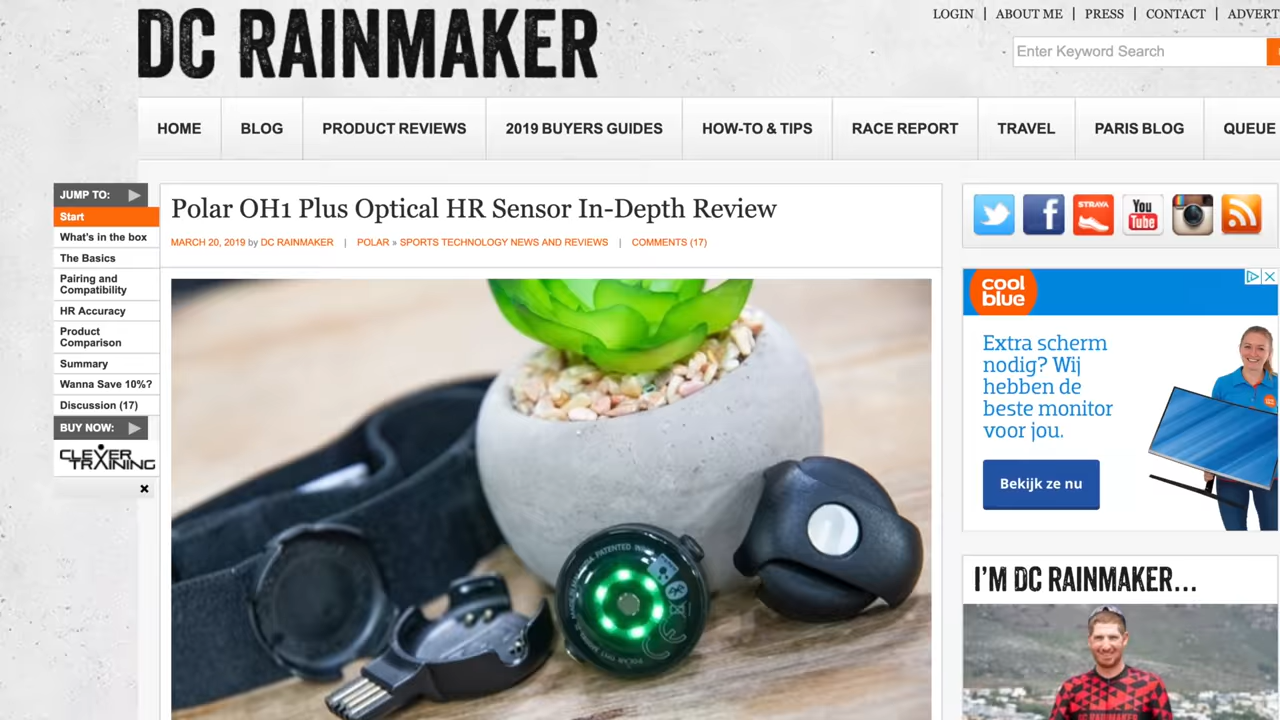 DC RAINMAKER
LOGIN | ABOUT ME | PRESS | CONTACT | ADVERT
Enter Keyword Search
HOME
BLOG
PRODUCT REVIEWS
2019 BUYERS GUIDES
HOW-TO & TIPS
RACE REPORT
TRAVEL
PARIS BLOG
QUEUE
JUMP TO:
Start
What's in the box
The Basics
Pairing and
Compatibility
HR Accuracy
Product
Comparison
Summary
Wanna Save 10%?
Discussion (17)
BUY NOW:
CLEVER
TRAINING
Polar OH1 Plus Optical HR Sensor In-Depth Review
MARCH 20, 2019 by DC RAINMAKER | POLAR » SPORTS TECHNOLOGY NEWS AND REVIEWS | COMMENTS (17)
STRAVA
You
Tube
cool
blue
Extra scherm
nodig? Wij
hebben de
beste monitor
voor jou.
Bekijk ze nu
I'M DC RAINMAKER...
DC RAINMAKER